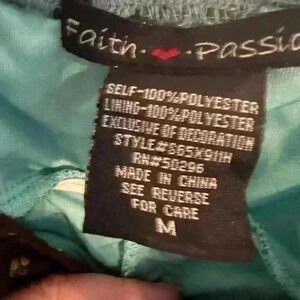 Faith ❤ Passio
SELF-100%POLYESTER
LINING-100%POLYESTER
EXCLUSIVE OF DECORATION
STYLE#S65X911H
RN#50296
MADE IN CHINA
SEE REVERSE
FOR CARE
M